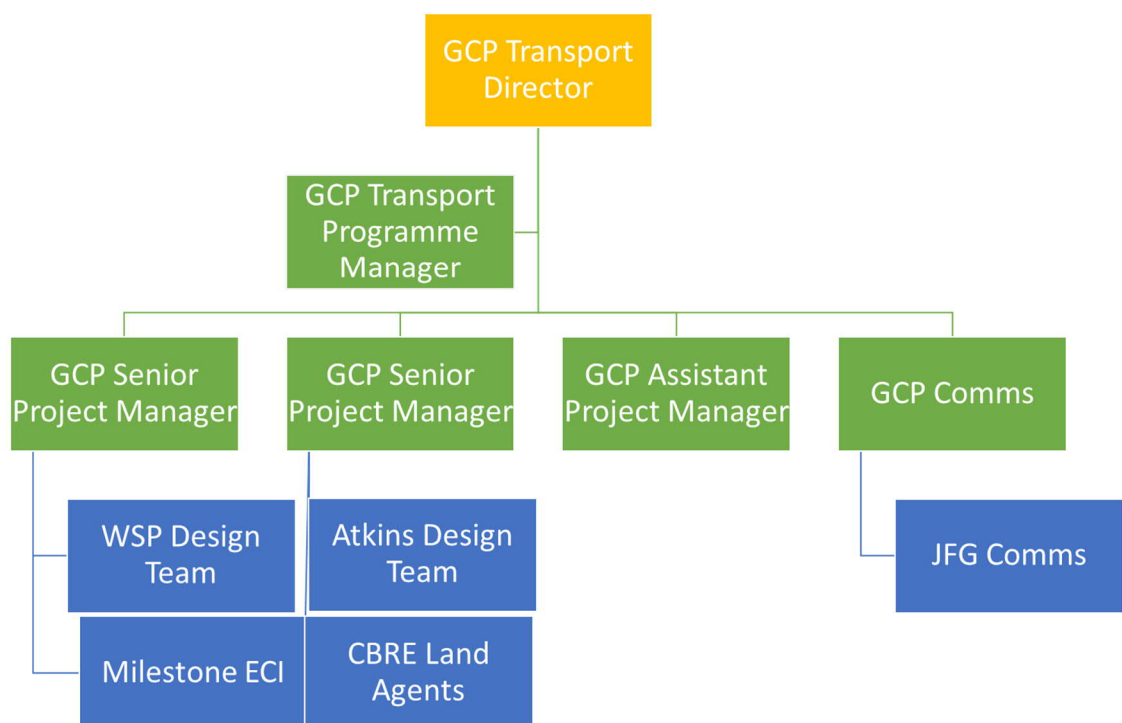 GCP Transport
Director
GCP Transport
Programme
Manager
GCP Senior
Project Manager
GCP Senior
Project Manager
GCP Assistant
Project Manager
GCP Comms
WSP Design
Team
Atkins Design
Team
JFG Comms
Milestone ECI
CBRE Land
Agents